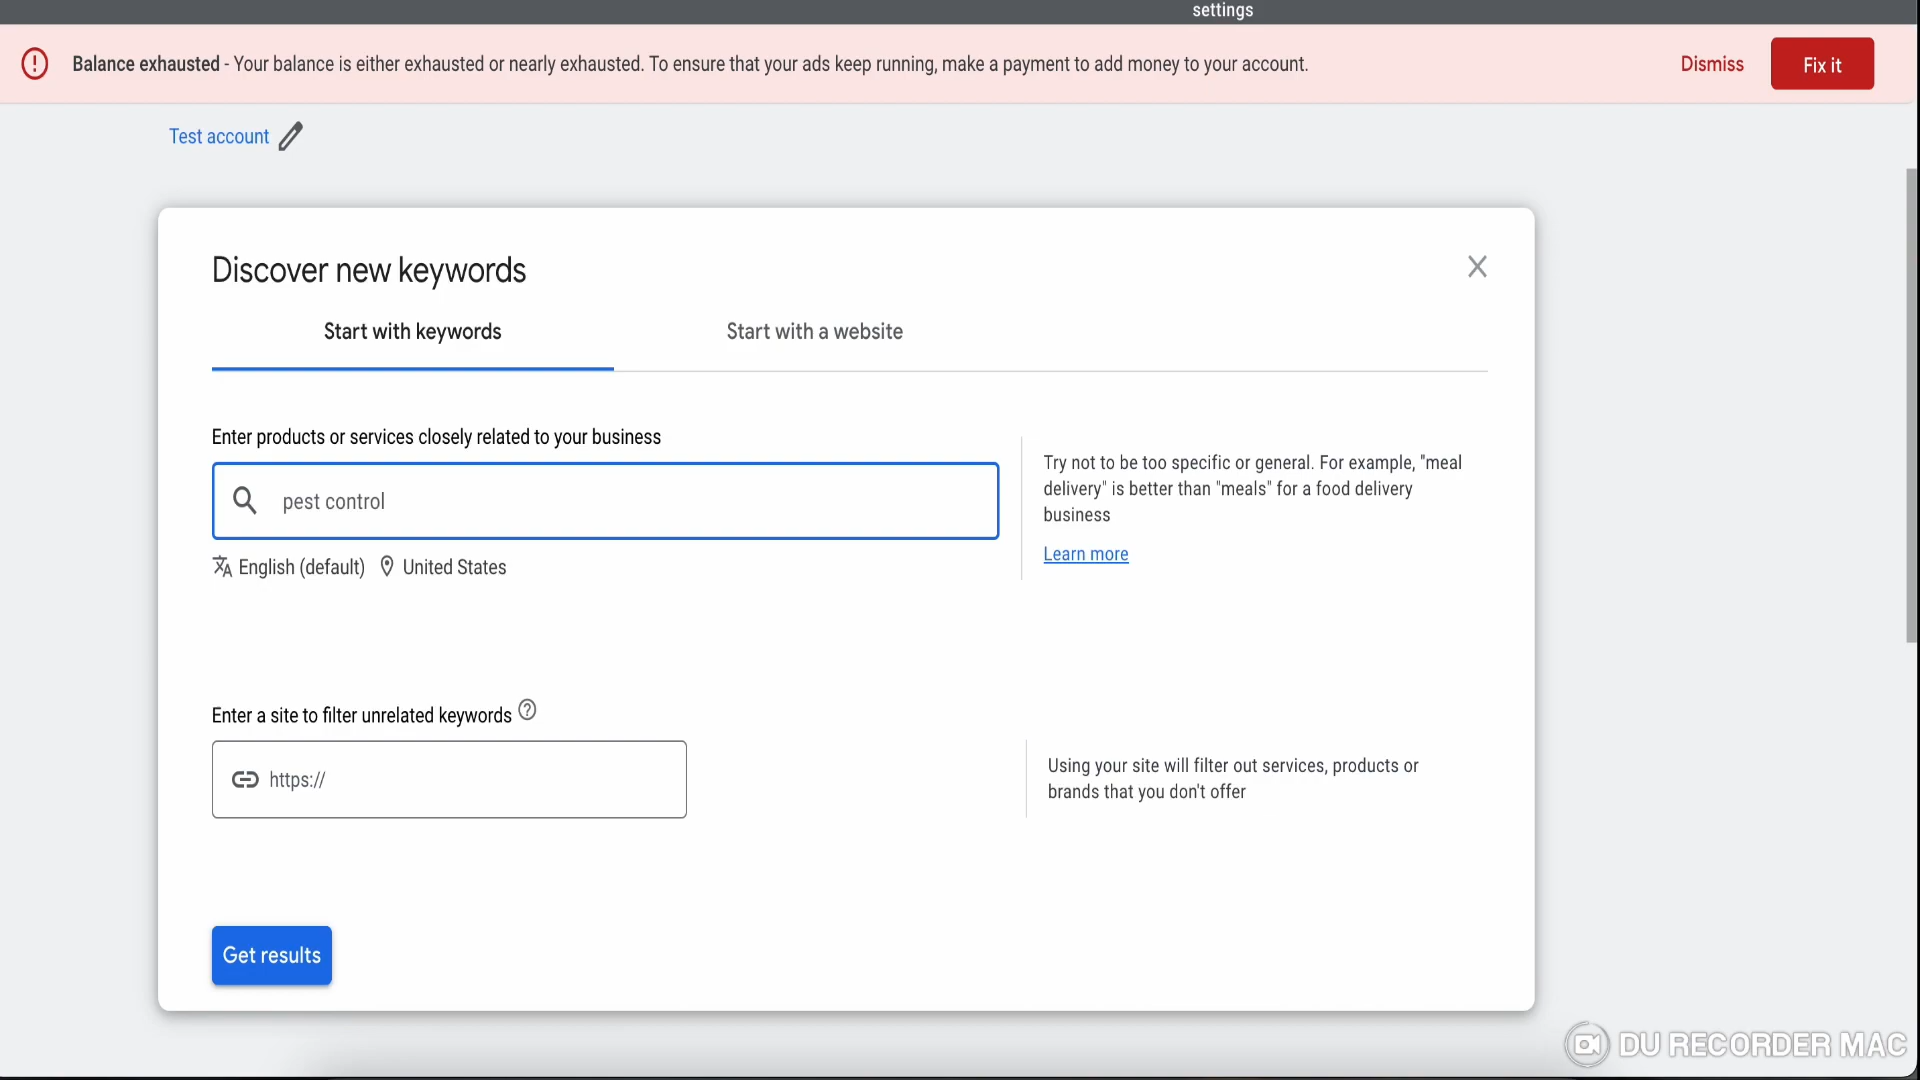 settings
Balance exhausted - Your balance is either exhausted or nearly exhausted. To ensure that your ads keep running, make a payment to add money to your account.
Dismiss
Fix it
Test account
Discover new keywords
Start with keywords
Start with a website
Enter products or services closely related to your business
pest control
English (default)
United States
Try not to be too specific or general. For example, "meal
delivery" is better than "meals" for a food delivery
business
Learn more
Enter a site to filter unrelated keywords
https://
Using your site will filter out services, products or
brands that you don't offer
Get results
DU RECORDER MAC